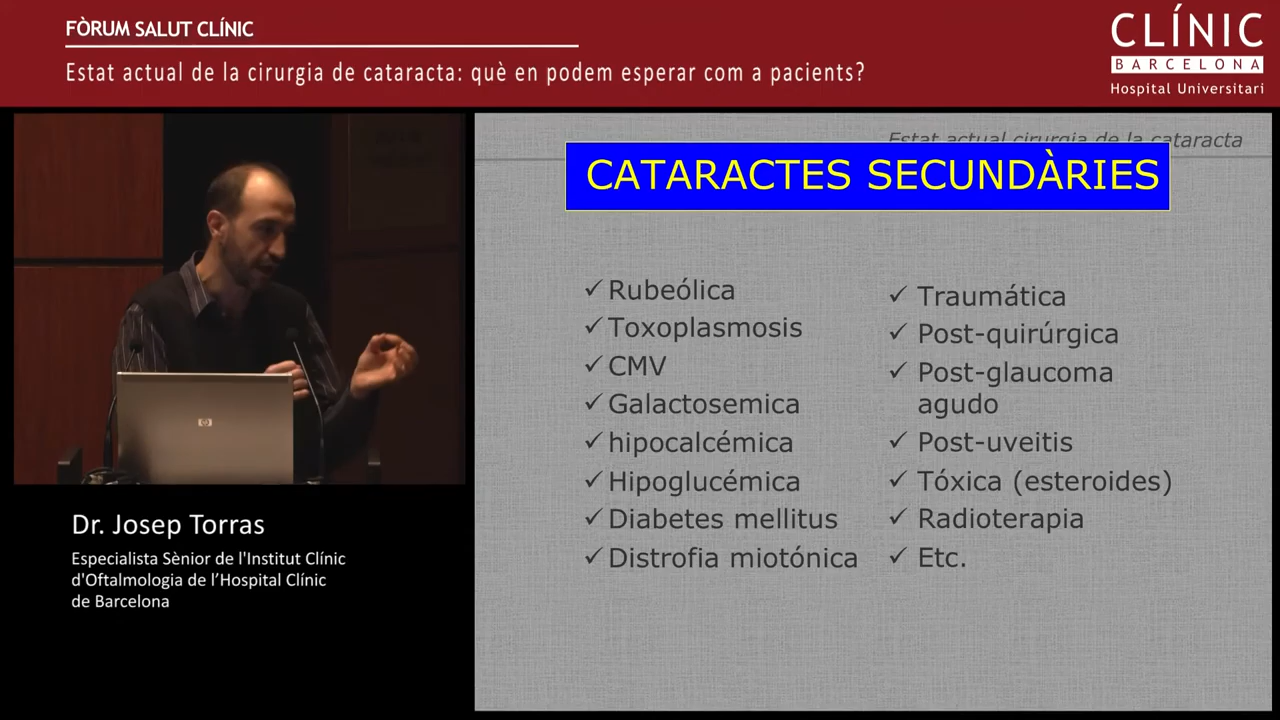 FÒRUM SALUT CLÍNIC
Estat actual de la cirurgia de cataracta: què en podem esperar com a pacients?
CLÍNIC
BARCELONA
Hospital Universitari
Estat actual cirurgia de la cataracta
CATARACTES SECUNDÀRIES
✓ Rubeólica
✓ Toxoplasmosis
✓ CMV
✓ Galactosemica
✓ hipocalcémica
✓ Hipoglucémica
✓ Diabetes mellitus
✓ Distrofia miotónica
✓ Traumática
✓ Post-quirúrgica
✓ Post-glaucoma
agudo
✓ Post-uveitis
✓ Tóxica (esteroides)
✓ Radioterapia
✓ Etc.
hp
Dr. Josep Torras
Especialista Sènior de l'Institut Clínic
d'Oftalmologia de l’Hospital Clínic
de Barcelona